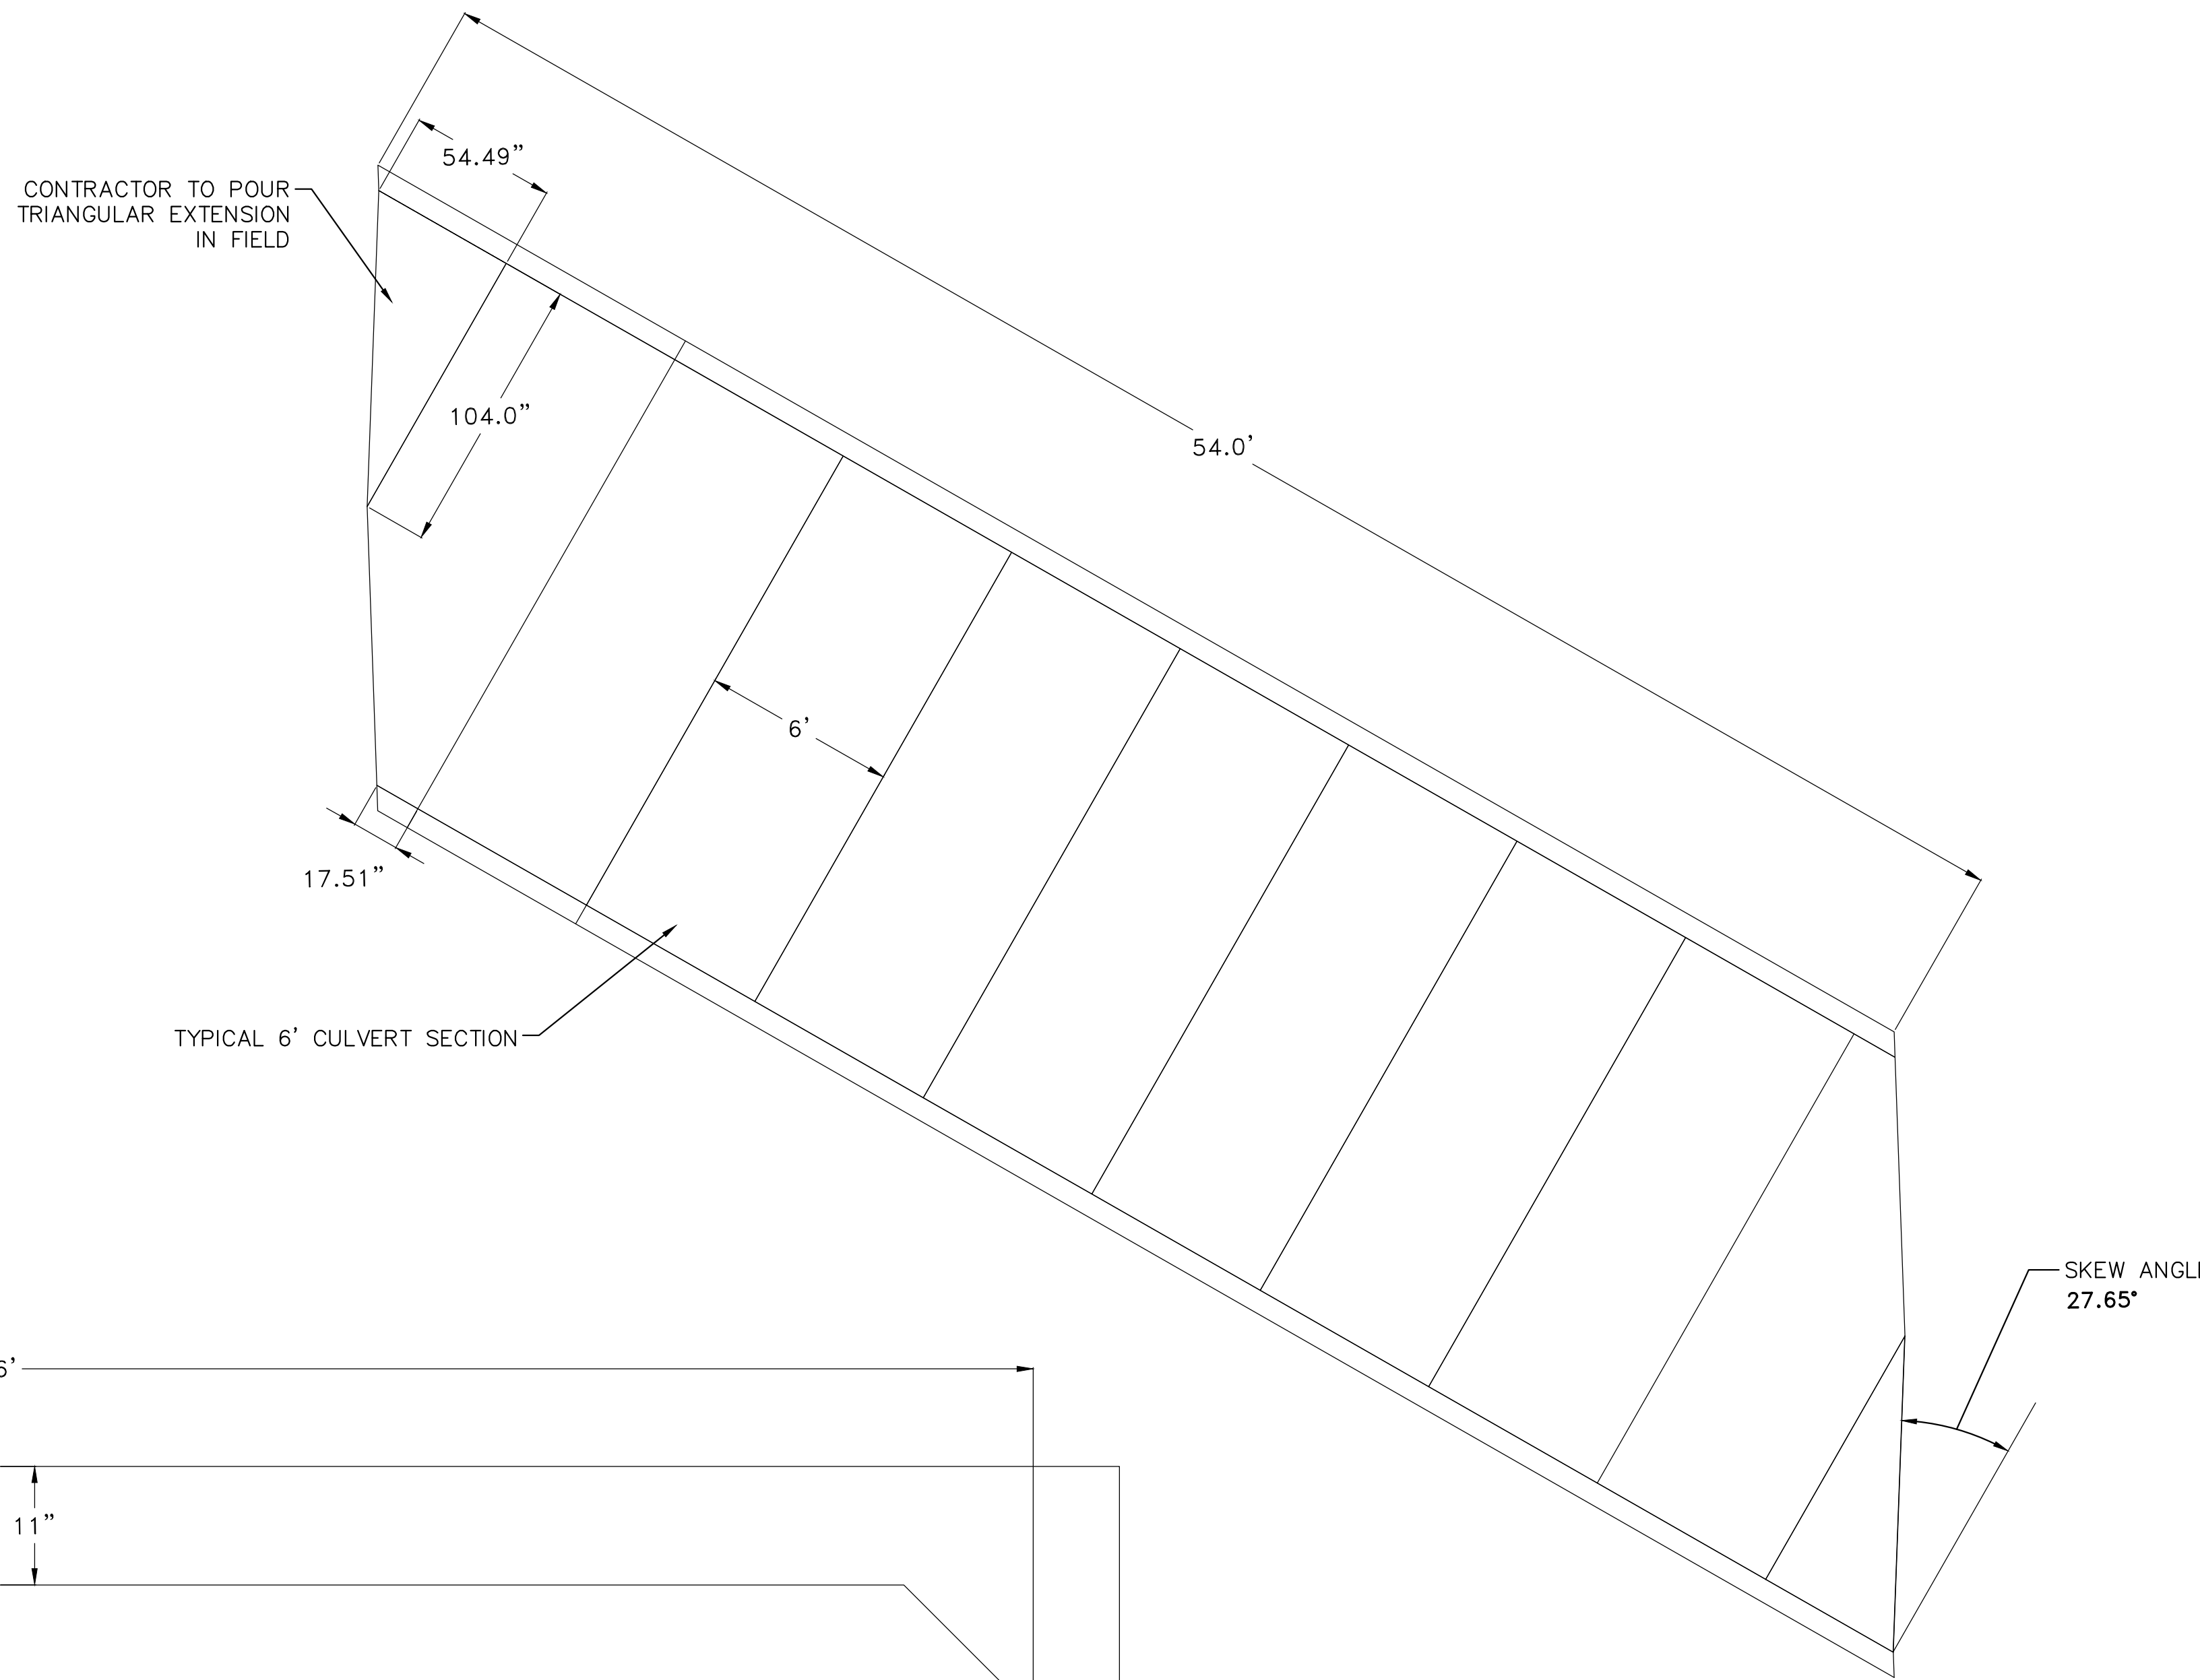 54.49"
CONTRACTOR TO POUR
TRIANGULAR EXTENSION
IN FIELD
104.0"
54.0'
6'
17.51"
TYPICAL 6' CULVERT SECTION
27.65°
11"
SKEW